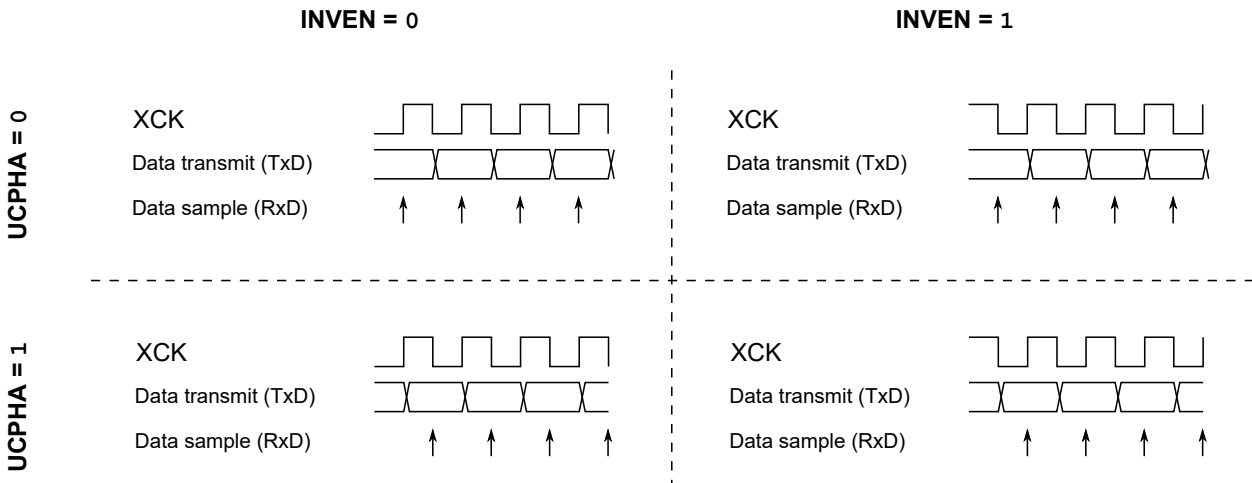 INVEN = 0
INVEN = 1
UCPHA = 0
XCK
Data transmit (TxD)
Data sample (RxD)
XCK
Data transmit (TxD)
Data sample (RxD)
UCPHA = 1
XCK
Data transmit (TxD)
Data sample (RxD)
XCK
Data transmit (TxD)
Data sample (RxD)